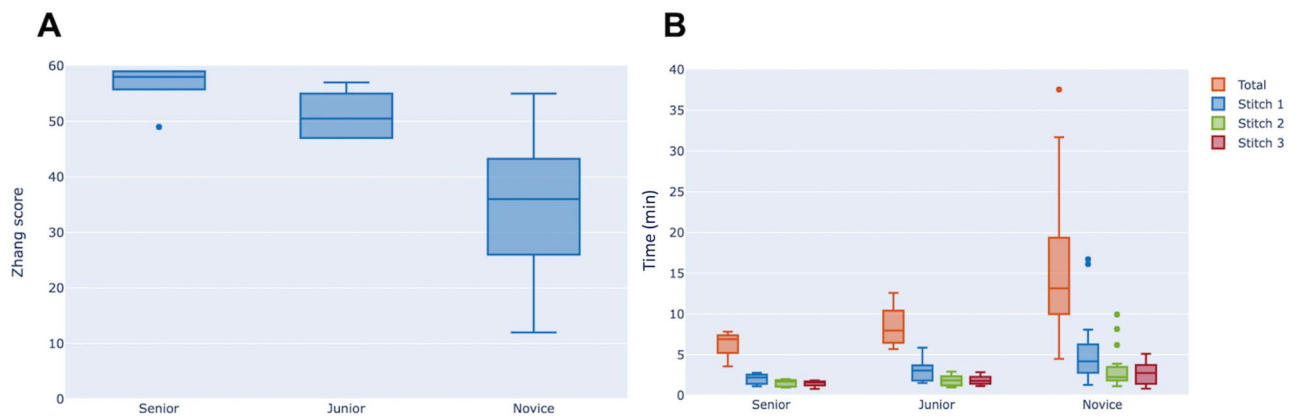 A
60
50
40
30
20
10
0
Zhang score
Senior Junior Novice
B
40
35
30
25
20
15
10
5
0
Time (min)
Senior Junior Novice
Total
Stitch 1
Stitch 2
Stitch 3